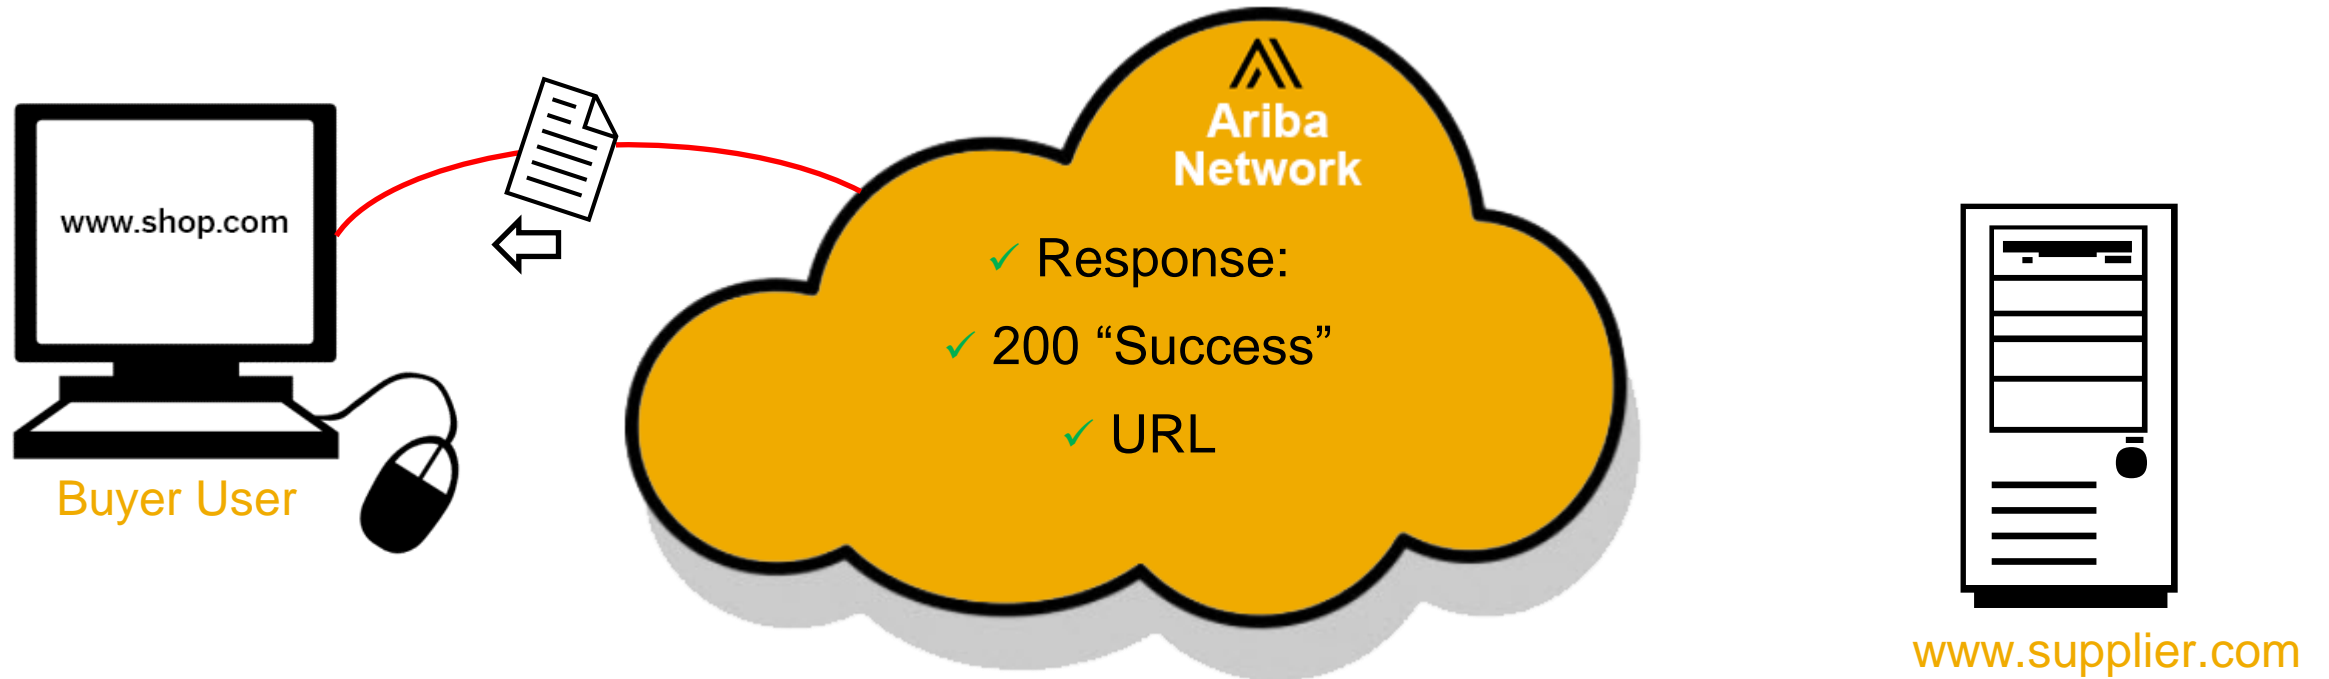 Ariba
Network
www.shop.com
✓ Response:
✓ 200 “Success”
✓ URL
Buyer User
www.supplier.com